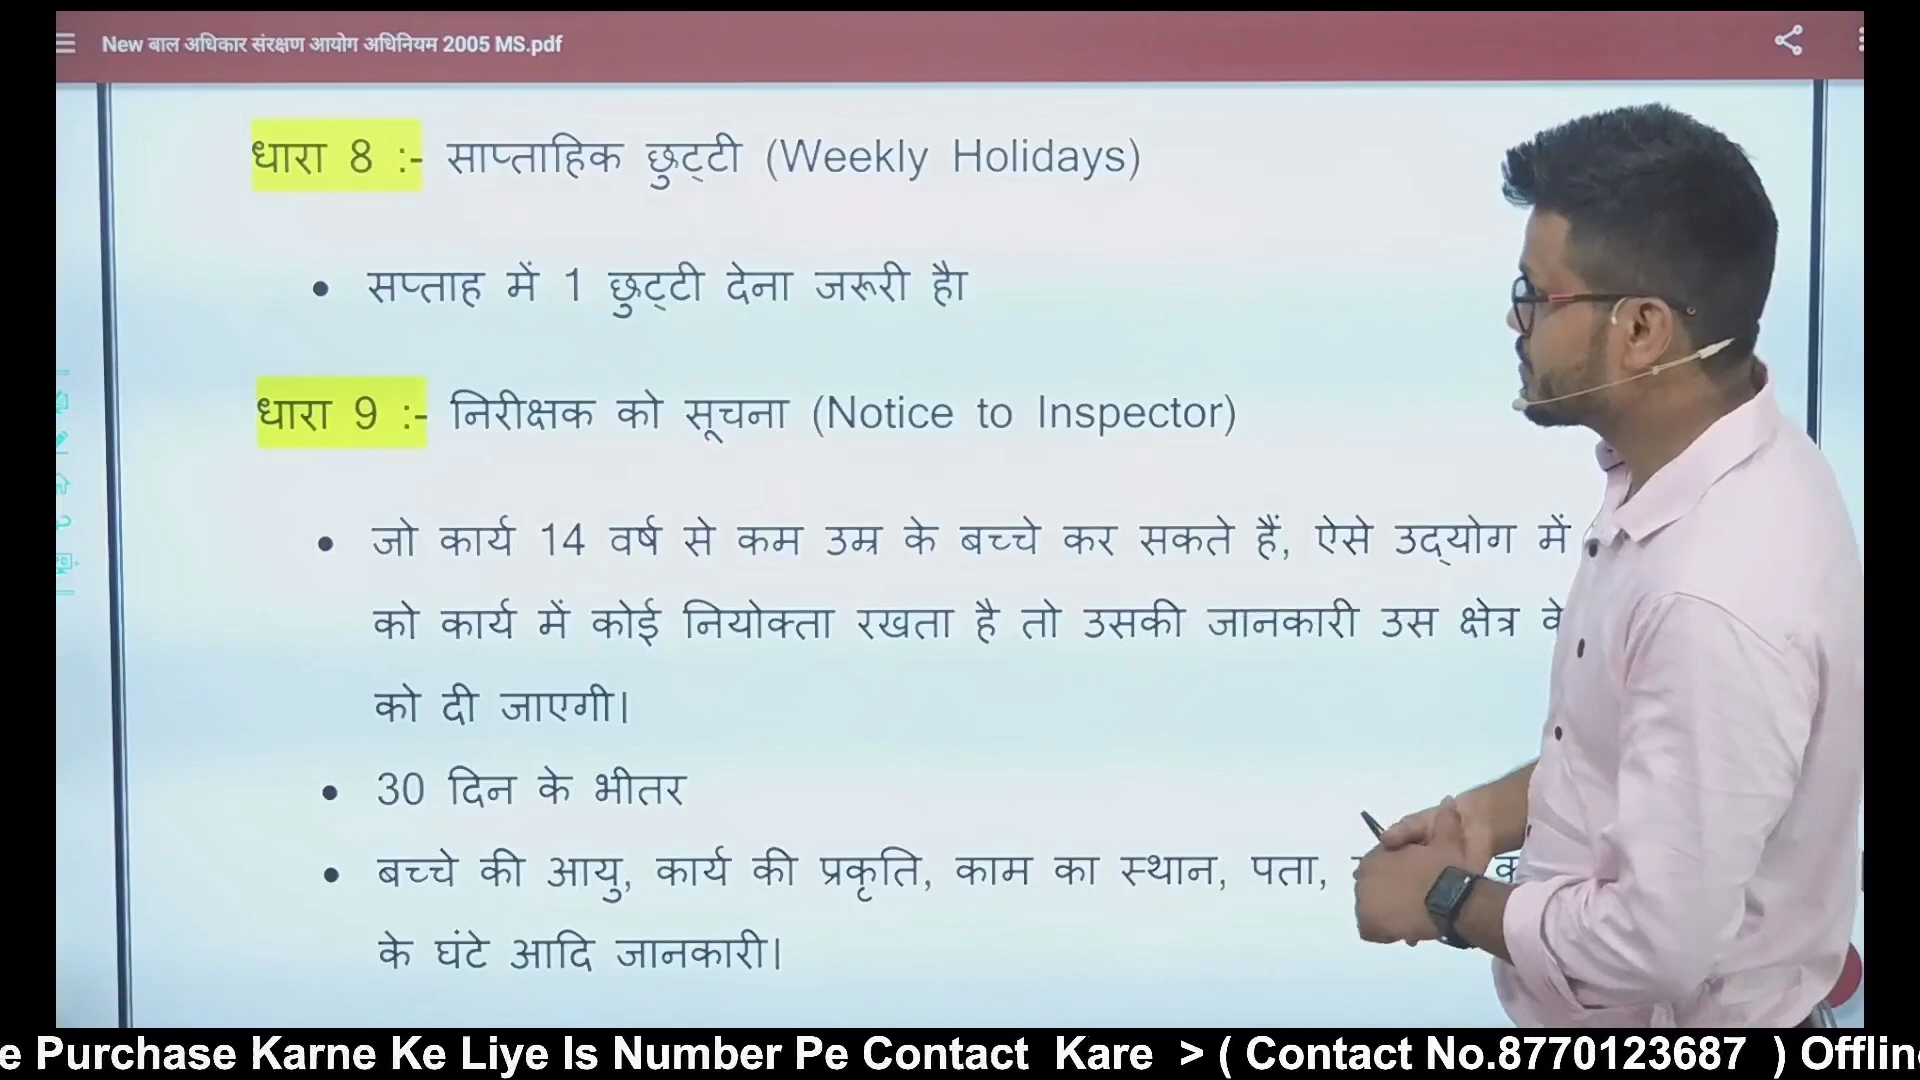 New बाल अधिकार संरक्षण आयोग अधिनियम 2005 MS.pdf
धारा 8 :- साप्ताहिक छुट्टी (Weekly Holidays)
• सप्ताह में 1 छुट्टी देना जरूरी हैा
धारा 9 :- निरीक्षक को सूचना (Notice to Inspector)
• जो कार्य 14 वर्ष से कम उम्र के बच्चे कर सकते हैं, ऐसे उद्योग में
को कार्य में कोई नियोक्ता रखता है तो उसकी जानकारी उस क्षेत्र
को दी जाएगी।
• 30 दिन के भीतर
• बच्चे की आयु, कार्य की प्रकृति, काम का स्थान, पता,
के घंटे आदि जानकारी।
e Purchase Karne Ke Liye Is Number Pe Contact Kare > ( Contact No.8770123687 ) Offlin